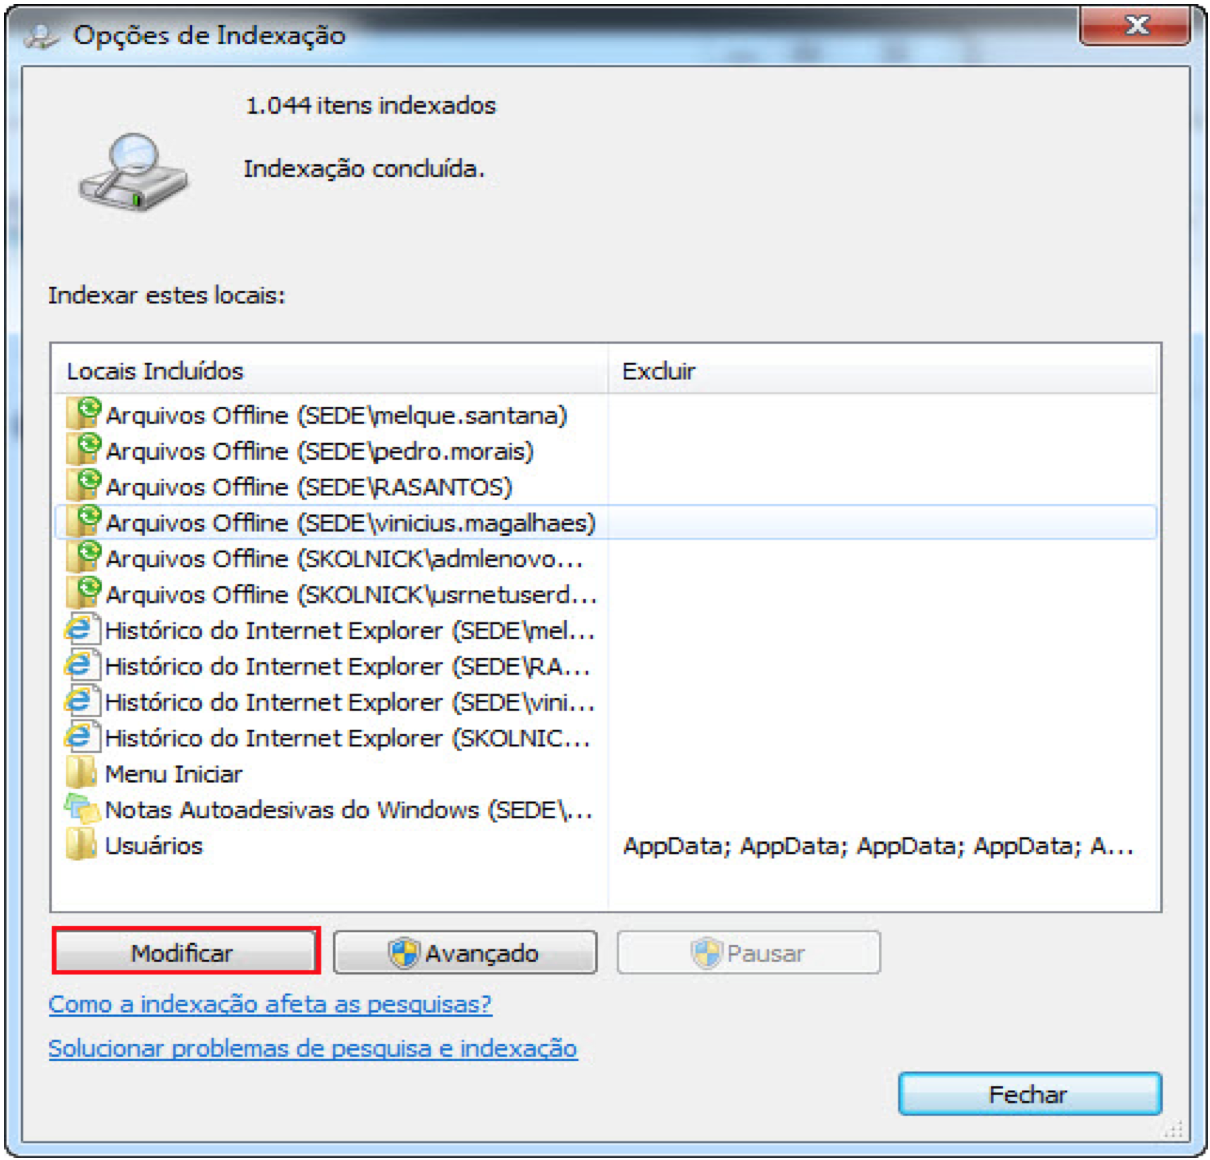 Opções de Indexação
1.044 itens indexados
Indexação concluída.
Indexar estes locais:
Locais Incluídos Excluir
Arquivos Offline (SEDE\melque.santana)
Arquivos Offline (SEDE\pedro.morais)
Arquivos Offline (SEDE\RASANTOS)
Arquivos Offline (SEDE\vinicius.magalhaes)
Arquivos Offline (SKOLNICK\admlenovo...
Arquivos Offline (SKOLNICK\usrnetuserd...
Histórico do Internet Explorer (SEDE\mel...
Histórico do Internet Explorer (SEDE\RA...
Histórico do Internet Explorer (SEDE\vini...
Histórico do Internet Explorer (SKOLNIC...
Menu Iniciar
Notas Autoadesivas do Windows (SEDE\...
Usuários AppData; AppData; AppData; AppData; A...
Modificar Avançado Pausar
Como a indexação afeta as pesquisas?
Solucionar problemas de pesquisa e indexação
Fechar